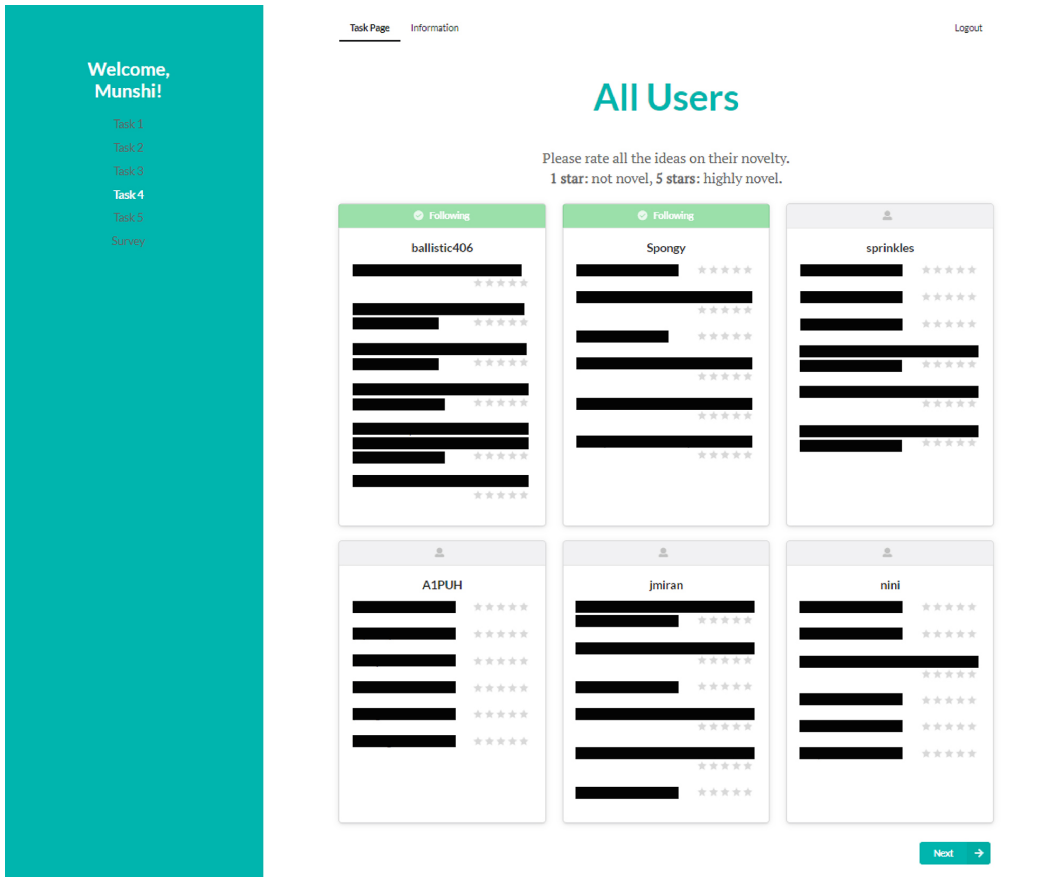 Welcome,
Munshi!
Task 1
Task 2
Task 3
Task 4
Task 5
Survey
Task Page
Information
Logout
All Users
Please rate all the ideas on their novelty.
1 star: not novel, 5 stars: highly novel.
Following
ballistic406
Following
Spongy
sprinkles
A1PUH
jmiran
nini
Next